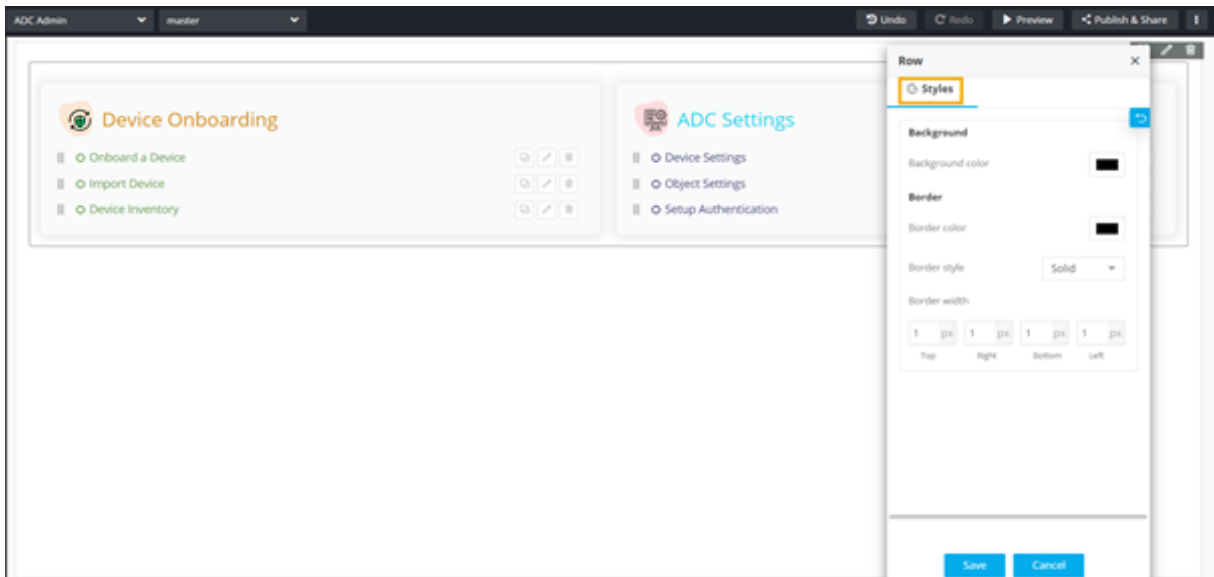 ADC Admin master Undo Redo Preview Publish & Share
Row
Styles
Device Onboarding
Onboard a Device
Import Device
Device Inventory
ADC Settings
Device Settings
Object Settings
Setup Authentication
Background
Background color
Border
Border color
Border style Solid
Border width
1 px 1 px 1 px 1 px
Top Right Bottom Left
Save Cancel